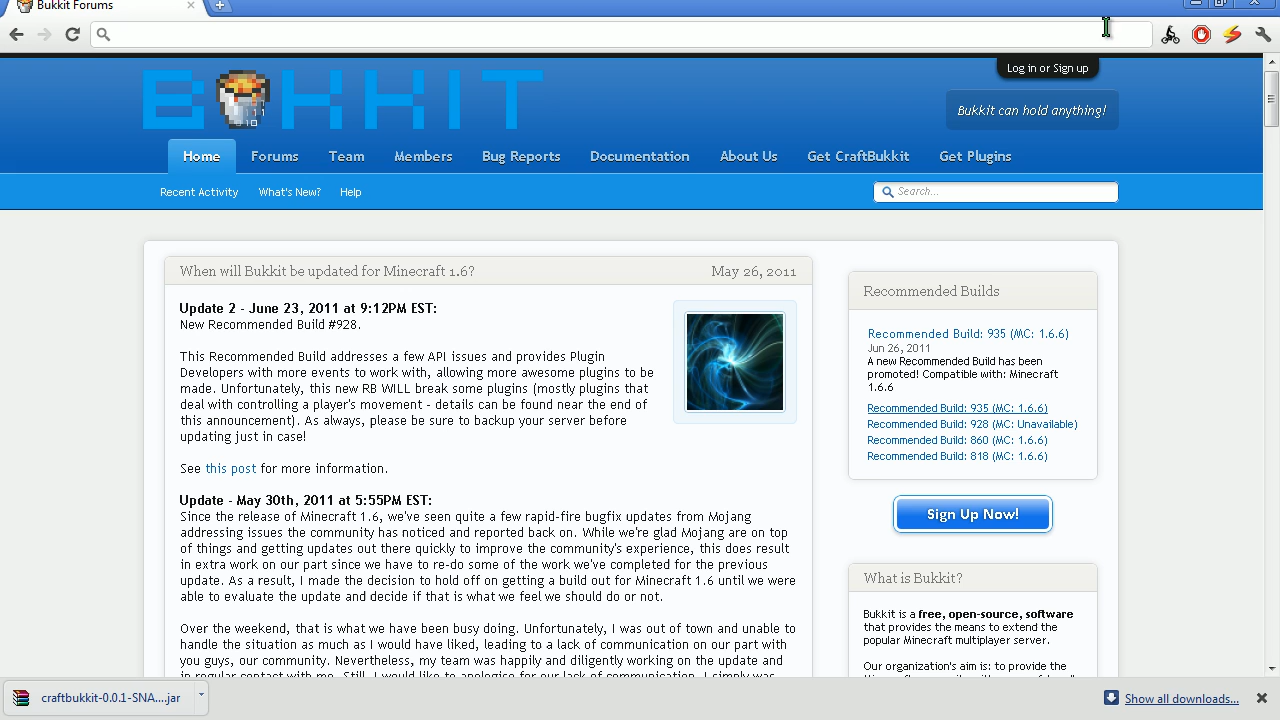 Bukkit Forums
BUKKIT
Log in or Sign up
Bukkit can hold anything!
Home Forums Team Members Bug Reports Documentation About Us Get CraftBukkit Get Plugins
Recent Activity What's New? Help
Search...
When will Bukkit be updated for Minecraft 1.6? May 26, 2011
Update 2 - June 23, 2011 at 9:12PM EST:
New Recommended Build #928.
This Recommended Build addresses a few API issues and provides Plugin
Developers with more events to work with, allowing more awesome plugins to be
made. Unfortunately, this new RB WILL break some plugins (mostly plugins that
deal with controlling a player's movement - details can be found near the end of
this announcement). As always, please be sure to backup your server before
updating just in case!
See this post for more information.
Update - May 30th, 2011 at 5:55PM EST:
Since the release of Minecraft 1.6, we've seen quite a few rapid-fire bugfix updates from Mojang
addressing issues the community has noticed and reported back on. While we're glad Mojang are on top
of things and getting updates out there quickly to improve the community's experience, this does result
in extra work on our part since we have to re-do some of the work we've completed for the previous
update. As a result, I made the decision to hold off on getting a build out for Minecraft 1.6 until we were
able to evaluate the update and decide if that is what we feel we should do or not.
Over the weekend, that is what we have been busy doing. Unfortunately, I was out of town and unable to
handle the situation as much as I would have liked, leading to a lack of communication on our part with
you guys, our community. Nevertheless, my team was happily and diligently working on the update and
Recommended Builds
Recommended Build: 935 (MC: 1.6.6)
Jun 26, 2011
A new Recommended Build has been
promoted! Compatible with: Minecraft
1.6.6
Recommended Build: 935 (MC: 1.6.6)
Recommended Build: 928 (MC: Unavailable)
Recommended Build: 860 (MC: 1.6.6)
Recommended Build: 818 (MC: 1.6.6)
Sign Up Now!
What is Bukkit?
Bukkit is a free, open-source, software
that provides the means to extend the
popular Minecraft multiplayer server.
Our organization's aim is: to provide the
craftbukkit-0.0.1-SNA....jar
Show all downloads...